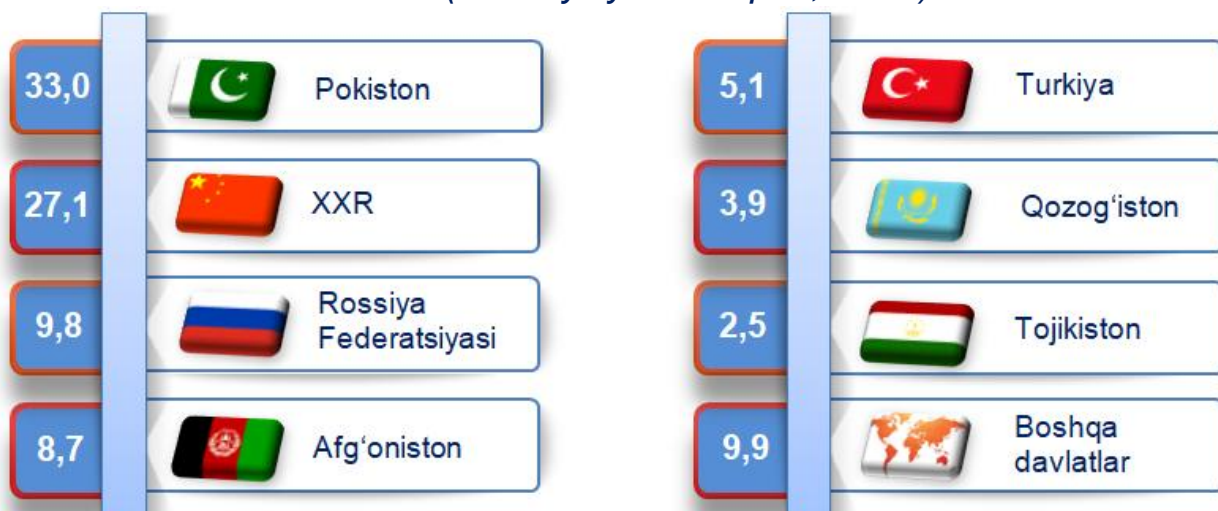 33,0
Pokiston
27,1
XXR
9,8
Rossiya
Federatsiyasi
8,7
Afg‘oniston
5,1
Turkiya
3,9
Qozog‘iston
2,5
Tojikiston
9,9
Boshqa
davlatlar